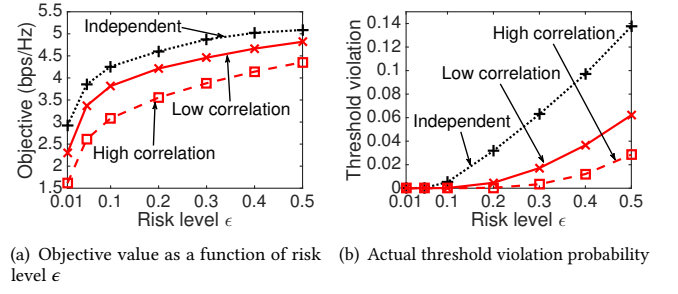 Objective (bps/Hz)
5.5
5
4.5
4
3.5
3
2.5
2
1.5
Independent
Low correlation
High correlation
0.01 0.1 0.2 0.3 0.4 0.5
Risk level ϵ
(a) Objective value as a function of risk
level ϵ
Threshold violation
0.14
0.12
0.1
0.08
0.06
0.04
0.02
0
High correlation
Low correlation
Independent
0.01 0.1 0.2 0.3 0.4 0.5
Risk level ϵ
(b) Actual threshold violation probability